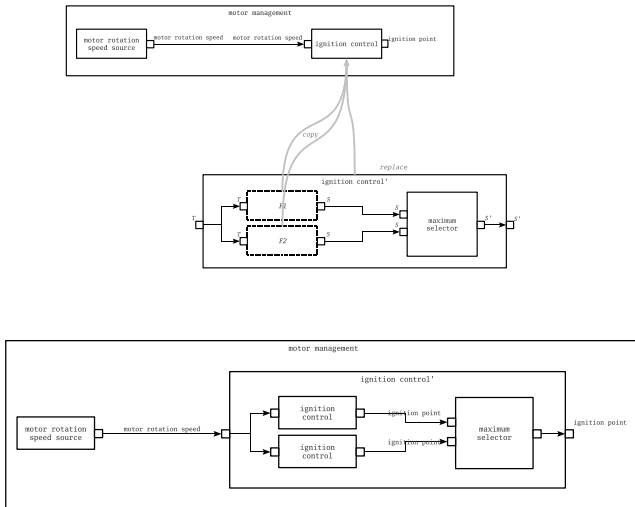 motor management
motor rotation
speed source
motor rotation speed
motor rotation speed
ignition control
ignition point
copy
replace
ignition control'
T
T
F1
S
T
F2
S
S
S
maximum
selector
S'
S'
motor management
ignition control'
motor rotation
speed source
motor rotation speed
ignition
control
ignition point
ignition
control
ignition point
maximum
selector
ignition point